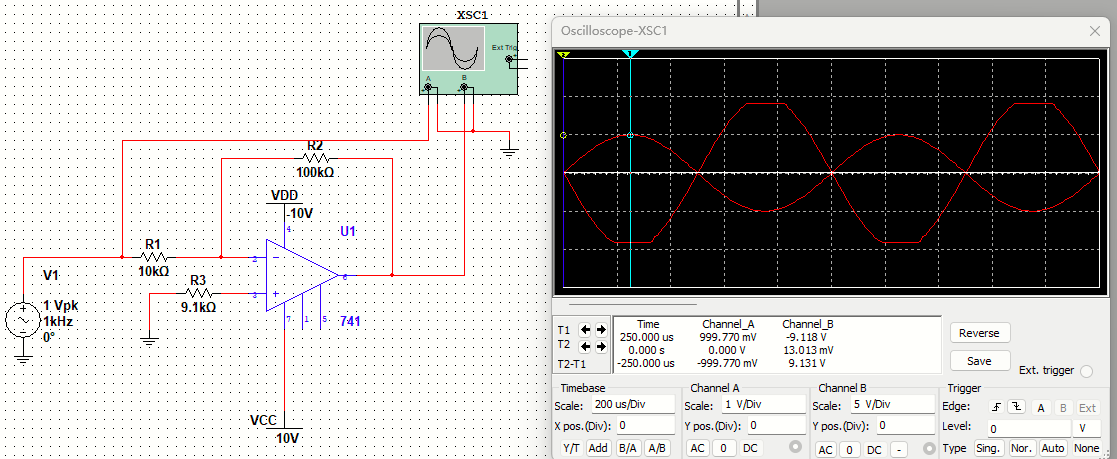 XSC1
Ext Trig
+
A
B
R2
100kΩ
VDD
-10V
4
U1
R1
10kΩ
2
6
R3
9.1kΩ
3
7
1
5
741
V1
1 Vpk
1kHz
0°
VCC
10V
Oscilloscope-XSC1
Time Channel_A Channel_B
T1 250.000 us 999.770 mV -9.118 V
T2 0.000 s 0.000 V 13.013 mV
T2-T1 -250.000 us -999.770 mV 9.131 V
Reverse
Save
Ext. trigger
Timebase
Scale: 200 us/Div
X pos.(Div): 0
Y/T Add B/A A/B
Channel A
Scale: 1 V/Div
Y pos.(Div): 0
AC 0 DC
Channel B
Scale: 5 V/Div
Y pos.(Div): 0
AC 0 DC -
Trigger
Edge: A B Ext
Level: 0 V
Type Sing. Nor. Auto None